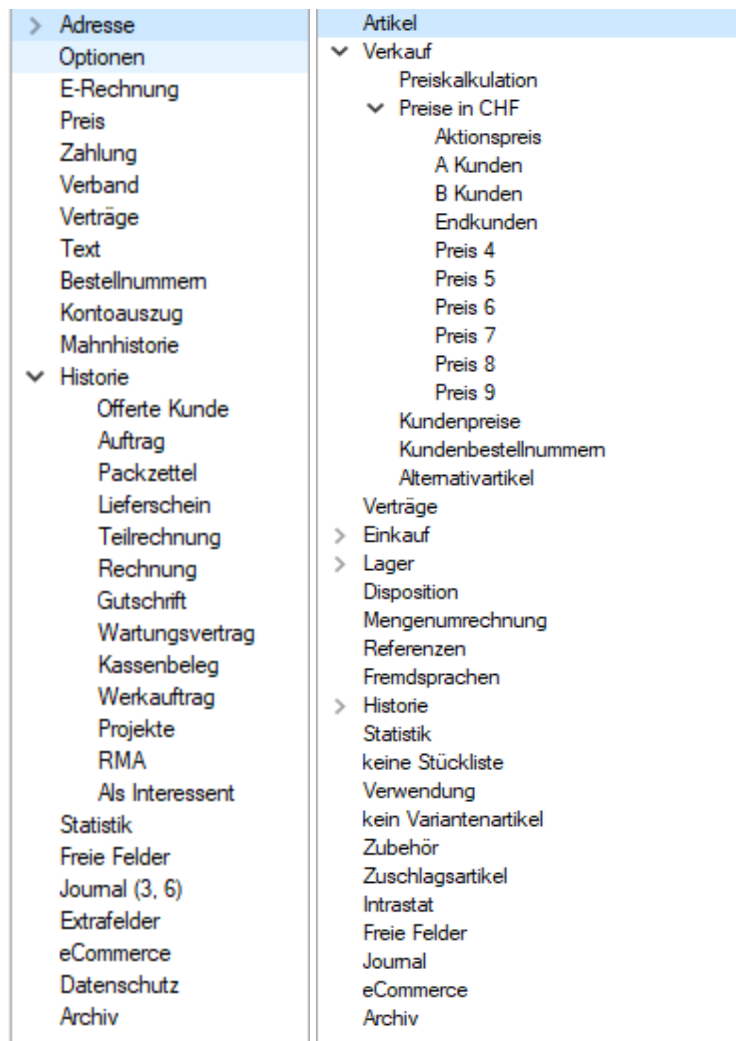 Adresse
Optionen
E-Rechnung
Preis
Zahlung
Verband
Verträge
Text
Bestellnummern
Kontoauszug
Mahnhistorie
Historie
Offerte Kunde
Auftrag
Packzettel
Lieferschein
Teilrechnung
Rechnung
Gutschrift
Wartungsvertrag
Kassenbeleg
Werkauftrag
Projekte
RMA
Als Interessent
Statistik
Freie Felder
Journal (3, 6)
Extrafelder
eCommerce
Datenschutz
Archiv
Artikel
Verkauf
Preiskalkulation
Preise in CHF
Aktionspreis
A Kunden
B Kunden
Endkunden
Preis 4
Preis 5
Preis 6
Preis 7
Preis 8
Preis 9
Kundenpreise
Kundenbestellnummern
Alternativartikel
Verträge
Einkauf
Lager
Disposition
Mengenumrechnung
Referenzen
Fremdsprachen
Historie
Statistik
keine Stückliste
Verwendung
kein Variantenartikel
Zubehör
Zuschlagsartikel
Intrastat
Freie Felder
Journal
eCommerce
Archiv